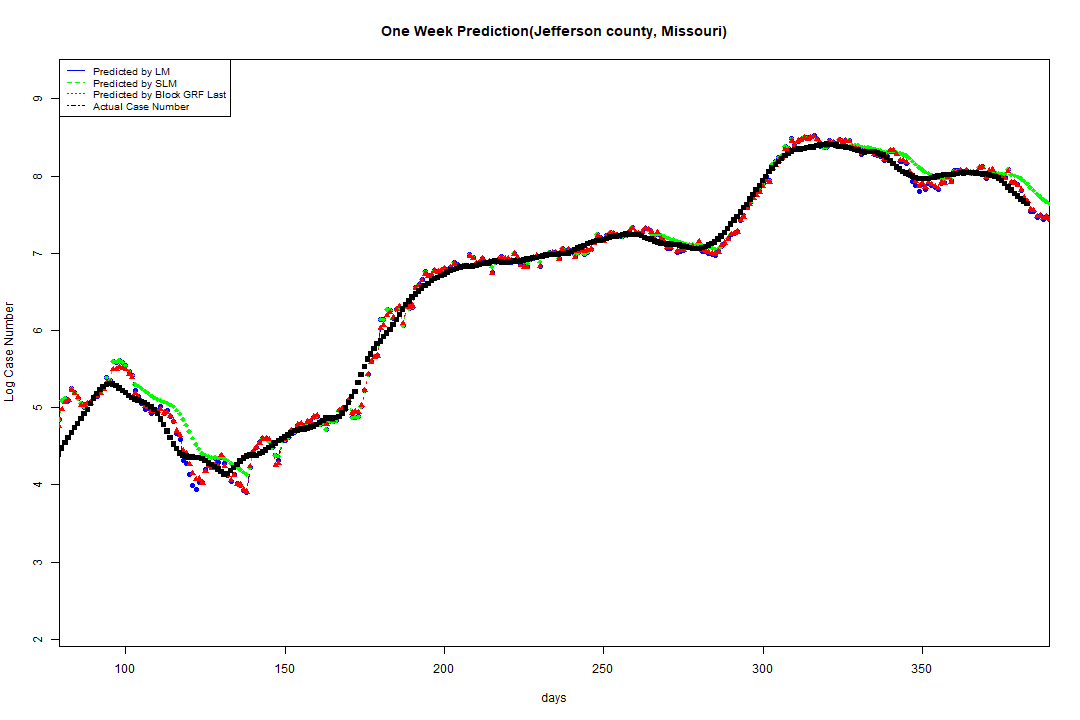 One Week Prediction(Jefferson county, Missouri)
Predicted by LM
Predicted by SLM
Predicted by Block GRF Last
Actual Case Number
9
8
7
6
5
4
3
2
Log Case Number
100 150 200 250 300 350
days